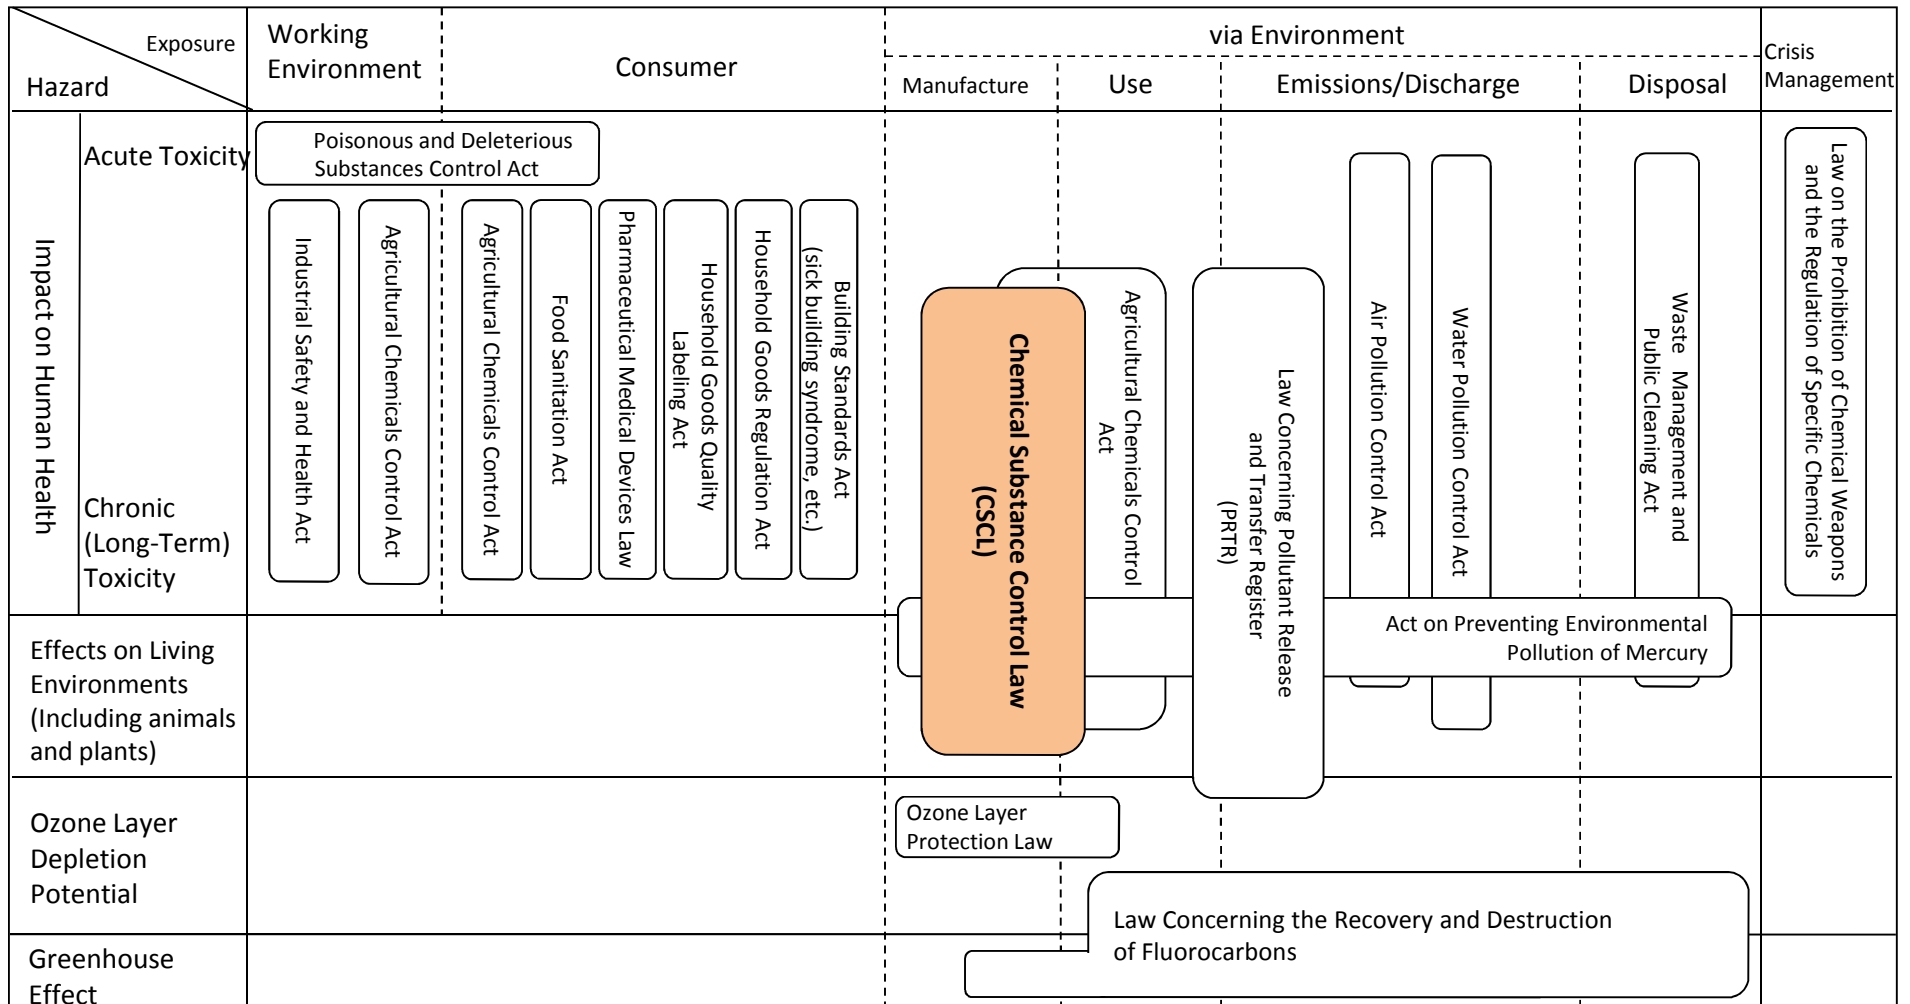 Exposure
Hazard
Working
Environment
Consumer
via Environment
Manufacture
Use
Emissions/Discharge
Disposal
Crisis
Management
Impact on Human Health
Acute Toxicity
Chronic
(Long-Term)
Toxicity
Poisonous and Deleterious
Substances Control Act
Industrial Safety and Health Act
Agricultural Chemicals Control Act
Agricultural Chemicals Control Act
Food Sanitation Act
Pharmaceutical Medical Devices Law
Household Goods Quality
Labeling Act
Household Goods Regulation Act
Building Standards Act
(sick building syndrome, etc.)
Chemical Substance Control Law
(CSCL)
Agricultural Chemicals Control
Act
Law Concerning Pollutant Release
and Transfer Register
(PRTR)
Air Pollution Control Act
Water Pollution Control Act
Waste Management and
Public Cleaning Act
Law on the Prohibition of Chemical Weapons
and the Regulation of Specific Chemicals
Effects on Living
Environments
(Including animals
and plants)
Act on Preventing Environmental
Pollution of Mercury
Ozone Layer
Depletion
Potential
Ozone Layer
Protection Law
Law Concerning the Recovery and Destruction
of Fluorocarbons
Greenhouse
Effect